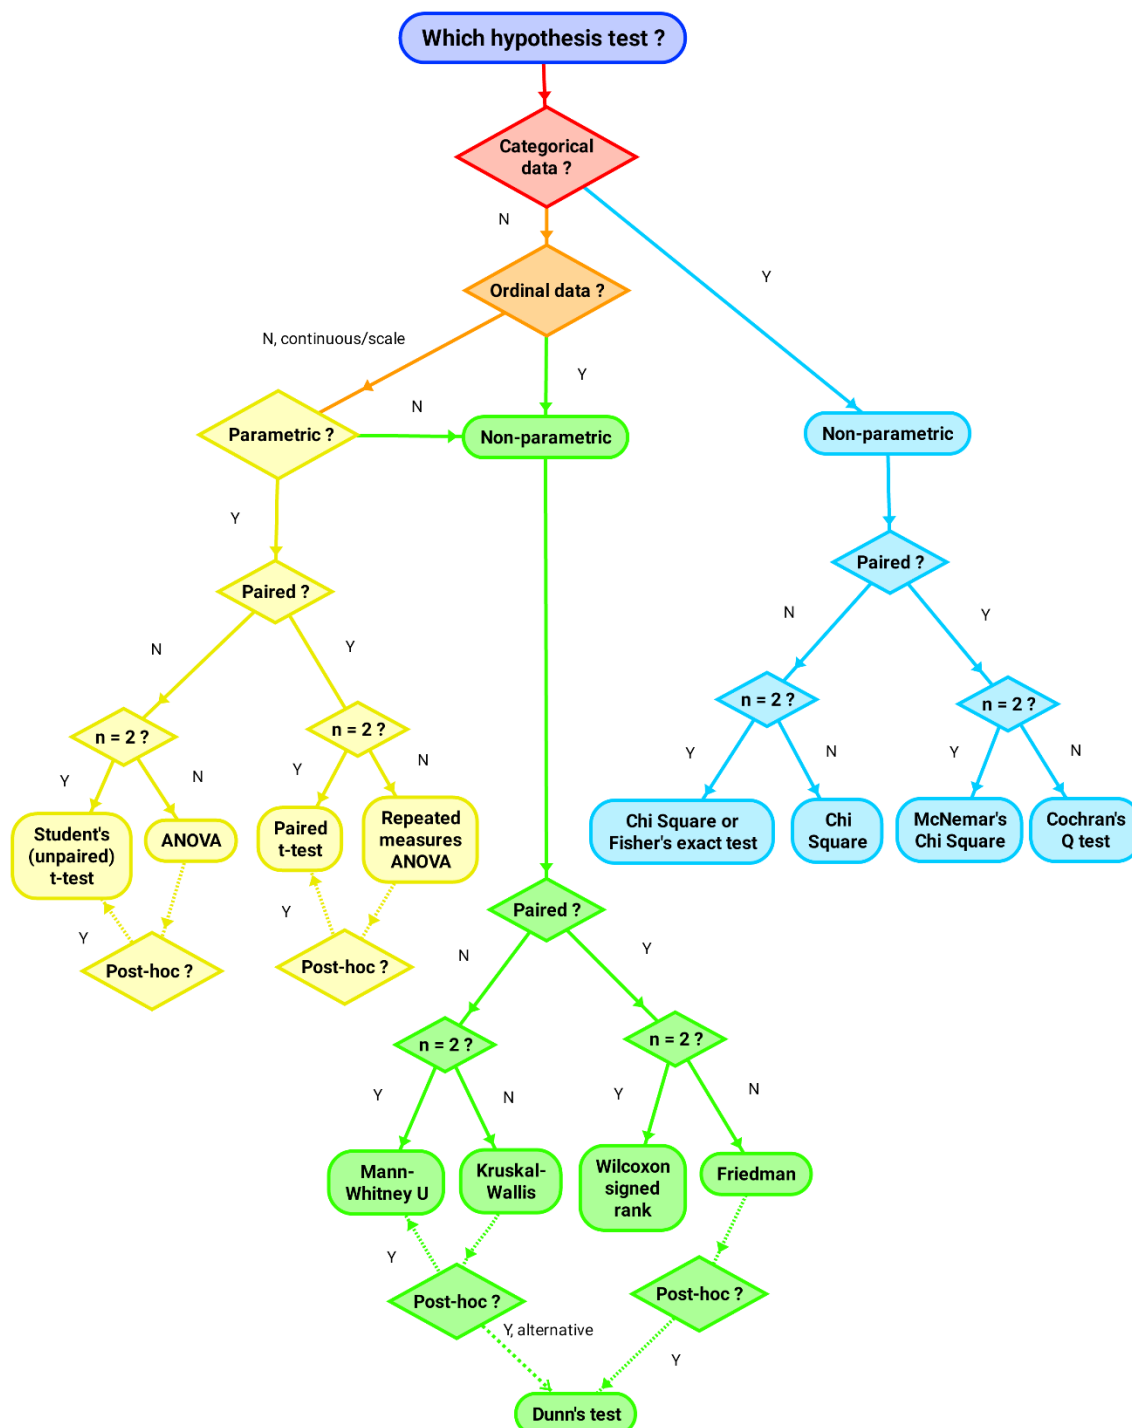 Which hypothesis test ?
Categorical
data ?
N
Y
Ordinal data ?
N, continuous/scale
Y
Parametric ?
N
Non-parametric
Non-parametric
Y
Paired ?
Paired ?
N
Y
N
Y
n = 2 ?
n = 2 ?
n = 2 ?
n = 2 ?
Y
N
Y
N
Y
N
Y
N
Student's
(unpaired)
t-test
ANOVA
Paired
t-test
Repeated
measures
ANOVA
Chi Square or
Fisher's exact test
Chi
Square
McNemar's
Chi Square
Cochran's
Q test
Y
Post-hoc ?
Y
Post-hoc ?
Paired ?
N
Y
n = 2 ?
n = 2 ?
Y
N
Y
N
Mann-
Whitney U
Kruskal-
Wallis
Wilcoxon
signed
rank
Friedman
Y
Post-hoc ?
Post-hoc ?
Y, alternative
Y
Dunn's test